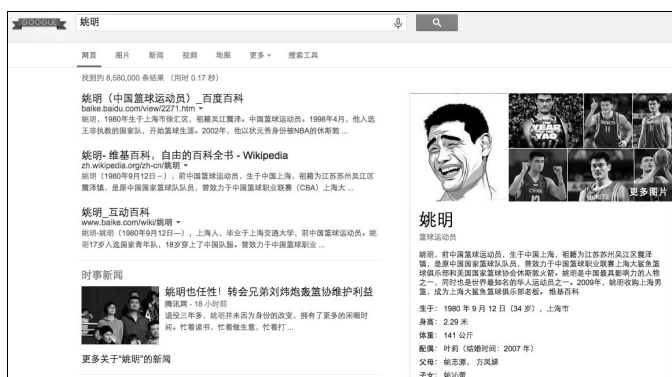 GOOGLE
姚明
网页 图片 新闻 视频 地图 更多 搜索工具
找到约 8,580,000 条结果 （用时 0.17 秒）
姚明（中国篮球运动员）_百度百科
baike.baidu.com/view/2271.htm
姚明，1980年生于上海市徐汇区，祖籍吴江震泽。中国篮球运动员。1998年4月，他入选
王非执教的国家队，开始篮球生涯。2002年，他以状元秀身份被NBA的休斯敦 ...
姚明- 维基百科，自由的百科全书 - Wikipedia
zh.wikipedia.org/zh-cn/姚明
姚明（1980年9月12日－），前中国篮球运动员，生于中国上海，祖籍为江苏苏州吴江区
震泽镇，是原中国国家篮球队队员，曾效力于中国篮球职业联赛（CBA）上海大 ...
姚明_互动百科
www.baike.com/wiki/姚明
姚明-姚明（1980年9月12日—），上海人，毕业于上海交通大学，前中国篮球运动员。姚
明17岁入选国家青年队，18岁穿上了中国队服。曾效力于中国篮球职业 ...
时事新闻
姚明也任性！转会兄弟刘炜炮轰篮协维护利益
腾讯网 - 18 小时前
退役三年多，姚明并未因为身份的改变，拥有了更多的闲暇时
间。忙着读书，忙着做生意，忙着打 ...
更多关于“姚明”的新闻
YEAR
YAO
更多图片
姚明
篮球运动员
姚明，前中国篮球运动员，生于中国上海，祖籍为江苏苏州吴江区震泽
镇，是原中国国家篮球队队员，曾效力于中国篮球职业联赛上海大鲨鱼篮
球俱乐部和美国国家篮球协会休斯敦火箭。姚明是中国最具影响力的人物
之一，同时也是世界最知名的华人运动员之一。2009年，姚明收购上海男
篮，成为上海大鲨鱼篮球俱乐部老板。 维基百科
生于： 1980 年 9 月 12 日（34 岁），上海市
身高： 2.29 米
体重： 141 公斤
配偶： 叶莉（结婚时间：2007 年）
父母： 姚志源， 方凤娣
子女： 姚沁蕾